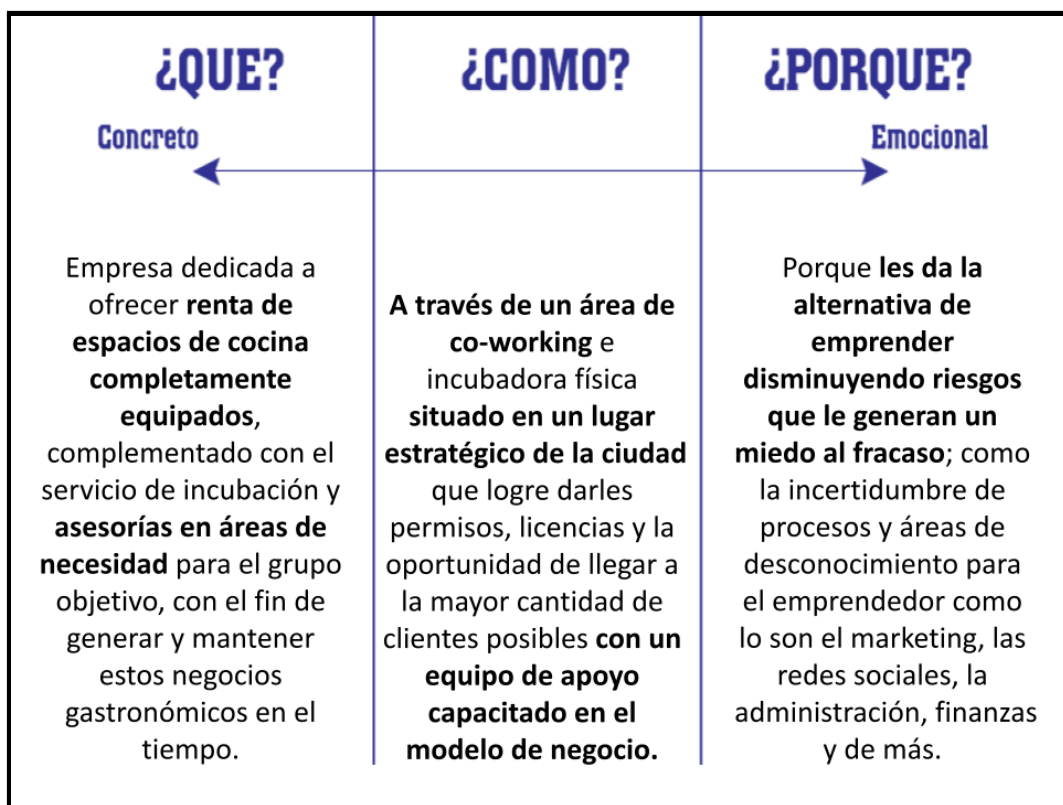 ¿QUE?
Concreto
Empresa dedicada a
ofrecer renta de
espacios de cocina
completamente
equipados,
complementado con el
servicio de incubación y
asesorías en áreas de
necesidad para el grupo
objetivo, con el fin de
generar y mantener
estos negocios
gastronómicos en el
tiempo.
¿COMO?
A través de un área de
co-working e
incubadora física
situado en un lugar
estratégico de la ciudad
que logre darles
permisos, licencias y la
oportunidad de llegar a
la mayor cantidad de
clientes posibles con un
equipo de apoyo
capacitado en el
modelo de negocio.
¿PORQUE?
Emocional
Porque les da la
alternativa de
emprender
disminuyendo riesgos
que le generan un
miedo al fracaso; como
la incertidumbre de
procesos y áreas de
desconocimiento para
el emprendedor como
lo son el marketing, las
redes sociales, la
administración, finanzas
y de más.